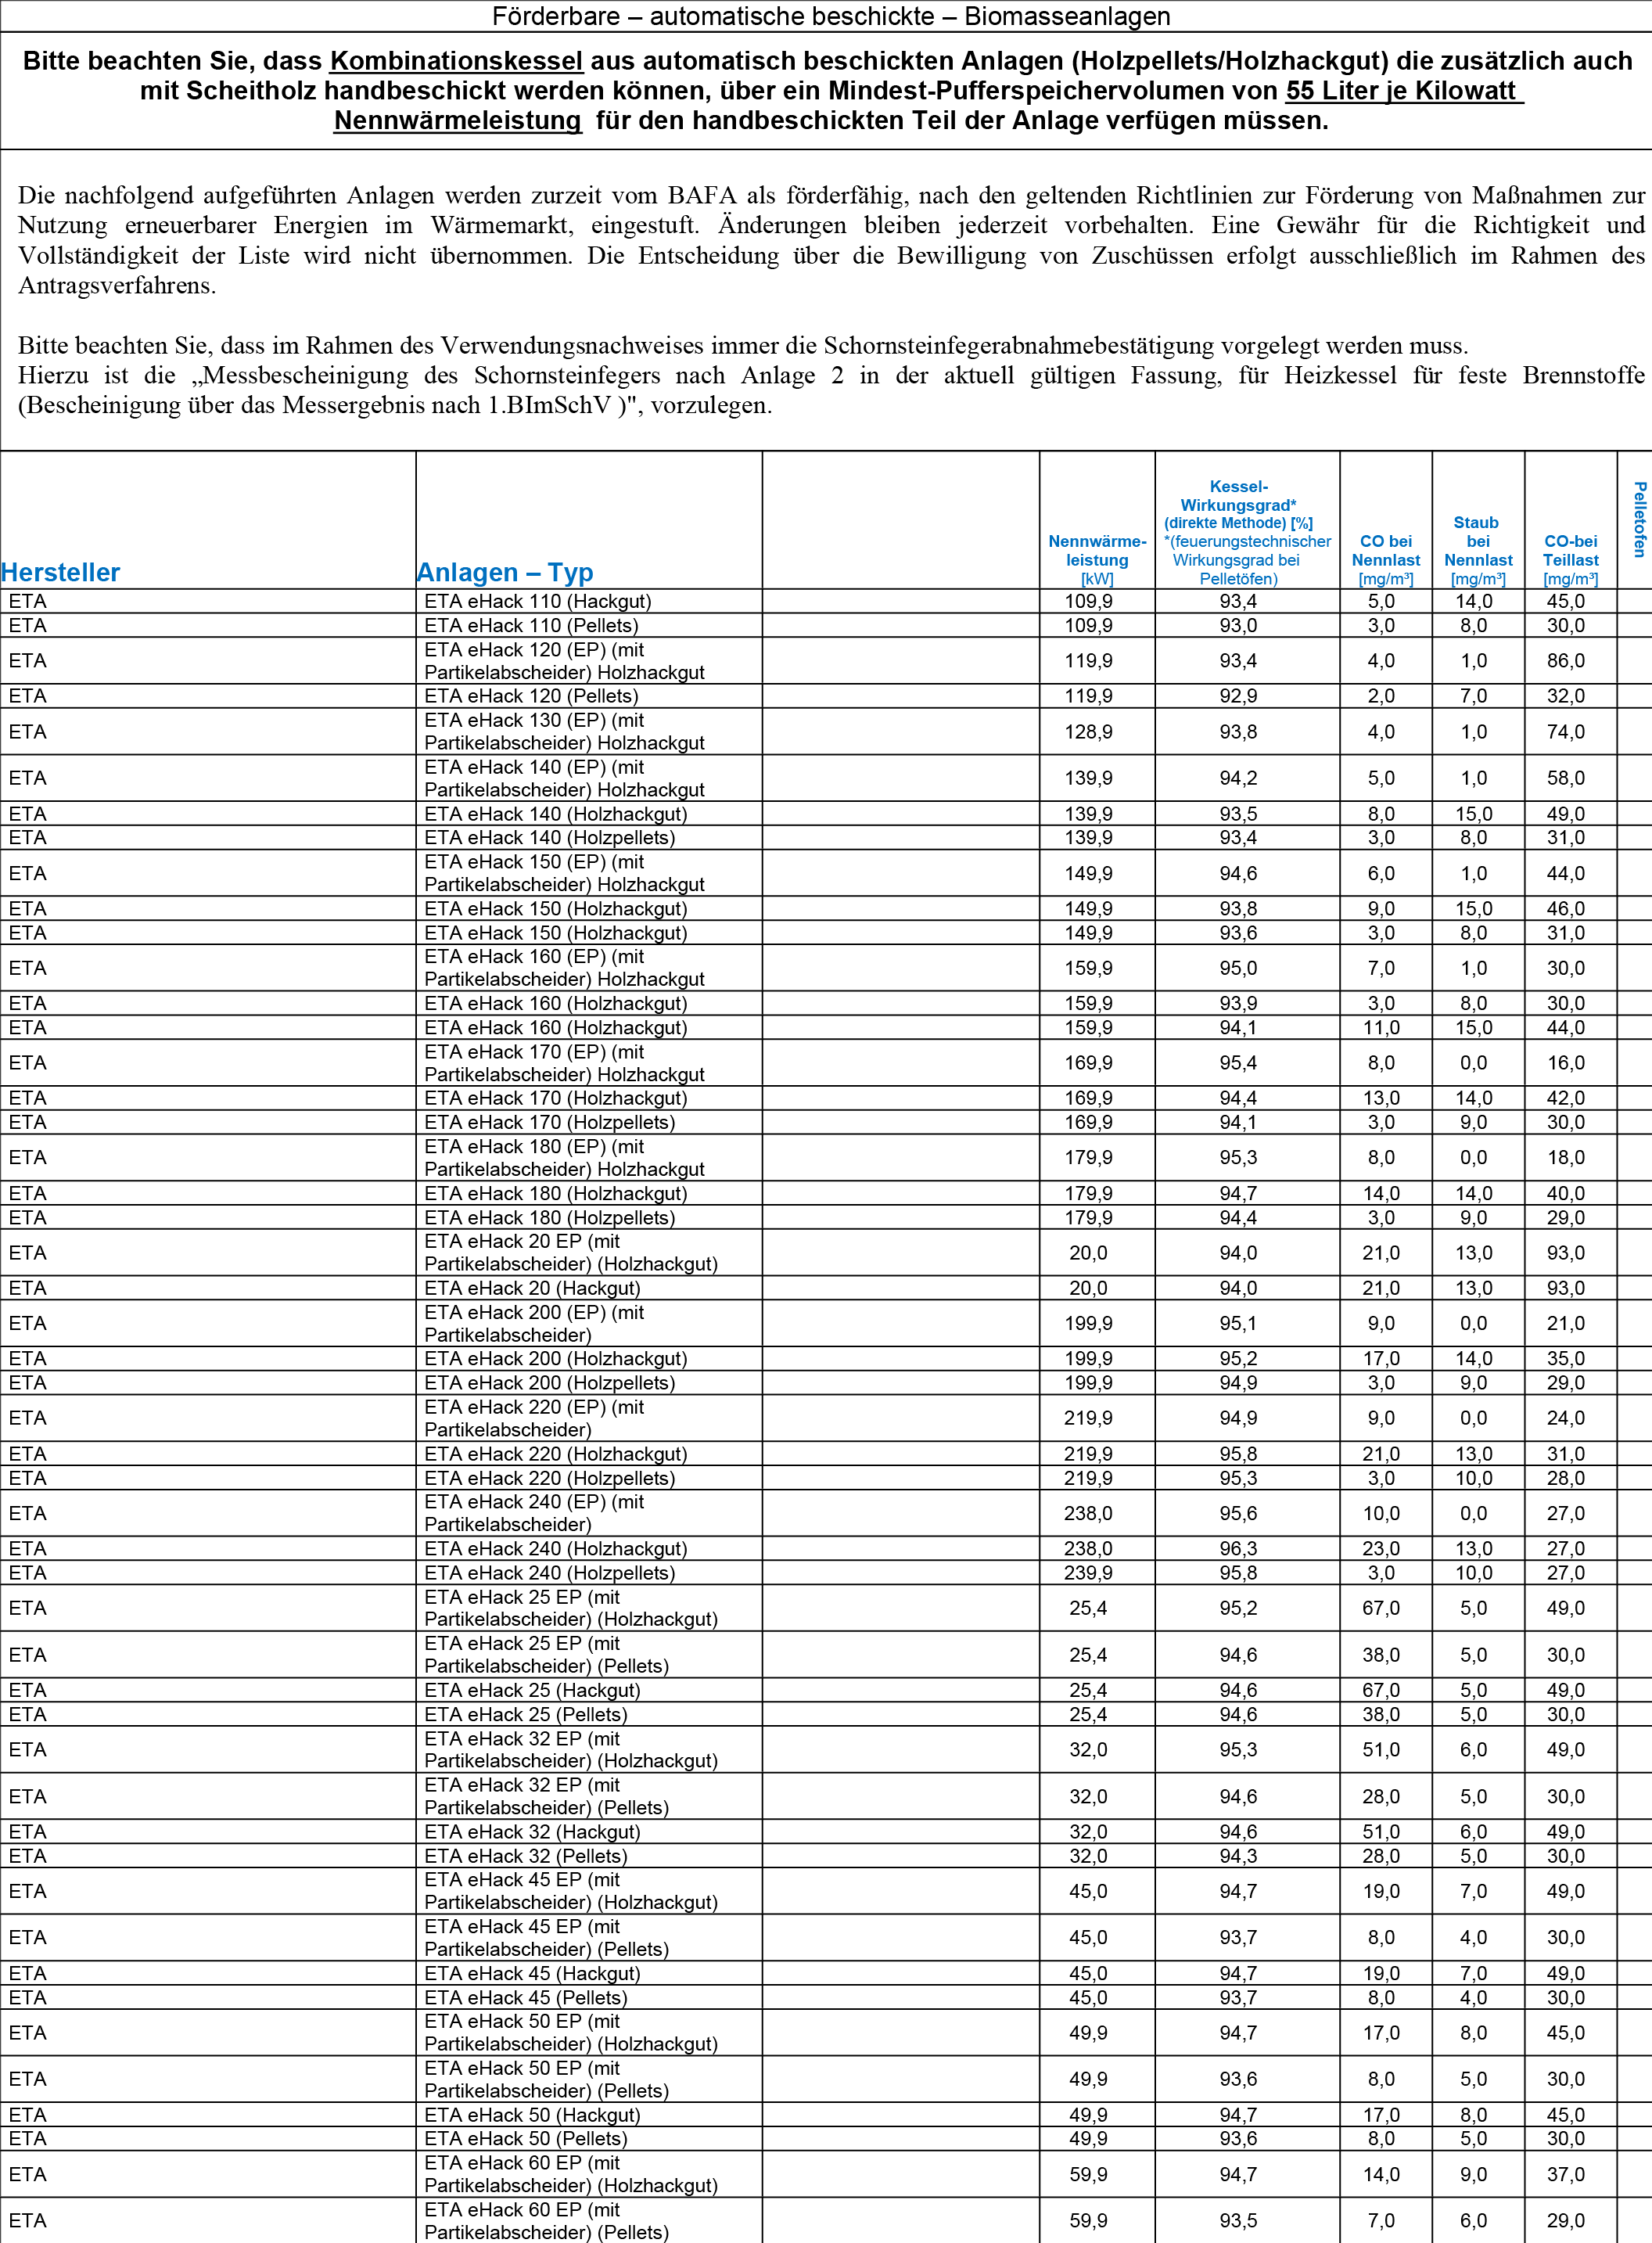 Förderbare – automatische beschickte – Biomasseanlagen
Bitte beachten Sie, dass Kombinationskessel aus automatisch beschickten Anlagen (Holzpellets/Holzhackgut) die zusätzlich auch
mit Scheitholz handbeschickt werden können, über ein Mindest-Pufferspeichervolumen von 55 Liter je Kilowatt
Nennwärmeleistung für den handbeschickten Teil der Anlage verfügen müssen.
Die nachfolgend aufgeführten Anlagen werden zurzeit vom BAFA als förderfähig, nach den geltenden Richtlinien zur Förderung von Maßnahmen zur
Nutzung erneuerbarer Energien im Wärmemarkt, eingestuft. Änderungen bleiben jederzeit vorbehalten. Eine Gewähr für die Richtigkeit und
Vollständigkeit der Liste wird nicht übernommen. Die Entscheidung über die Bewilligung von Zuschüssen erfolgt ausschließlich im Rahmen des
Antragsverfahrens.
Bitte beachten Sie, dass im Rahmen des Verwendungsnachweises immer die Schornsteinfegerabnahmebestätigung vorgelegt werden muss.
Hierzu ist die „Messbescheinigung des Schornsteinfegers nach Anlage 2 in der aktuell gültigen Fassung, für Heizkessel für feste Brennstoffe
(Bescheinigung über das Messergebnis nach 1.BImSchV )", vorzulegen.
Hersteller
Anlagen – Typ
Nennwärme-
leistung
[kW]
Kessel-
Wirkungsgrad*
(direkte Methode) [%]
*(feuerungstechnischer
Wirkungsgrad bei
Pelletöfen)
CO bei
Nennlast
[mg/m³]
Staub
bei
Nennlast
[mg/m³]
CO-bei
Teillast
[mg/m³]
Pelletofen
ETA ETA eHack 110 (Hackgut) 109,9 93,4 5,0 14,0 45,0
ETA ETA eHack 110 (Pellets) 109,9 93,0 3,0 8,0 30,0
ETA ETA eHack 120 (EP) (mit
Partikelabscheider) Holzhackgut 119,9 93,4 4,0 1,0 86,0
ETA ETA eHack 120 (Pellets) 119,9 92,9 2,0 7,0 32,0
ETA ETA eHack 130 (EP) (mit
Partikelabscheider) Holzhackgut 128,9 93,8 4,0 1,0 74,0
ETA ETA eHack 140 (EP) (mit
Partikelabscheider) Holzhackgut 139,9 94,2 5,0 1,0 58,0
ETA ETA eHack 140 (Holzhackgut) 139,9 93,5 8,0 15,0 49,0
ETA ETA eHack 140 (Holzpellets) 139,9 93,4 3,0 8,0 31,0
ETA ETA eHack 150 (EP) (mit
Partikelabscheider) Holzhackgut 149,9 94,6 6,0 1,0 44,0
ETA ETA eHack 150 (Holzhackgut) 149,9 93,8 9,0 15,0 46,0
ETA ETA eHack 150 (Holzhackgut) 149,9 93,6 3,0 8,0 31,0
ETA ETA eHack 160 (EP) (mit
Partikelabscheider) Holzhackgut 159,9 95,0 7,0 1,0 30,0
ETA ETA eHack 160 (Holzhackgut) 159,9 93,9 3,0 8,0 30,0
ETA ETA eHack 160 (Holzhackgut) 159,9 94,1 11,0 15,0 44,0
ETA ETA eHack 170 (EP) (mit
Partikelabscheider) Holzhackgut 169,9 95,4 8,0 0,0 16,0
ETA ETA eHack 170 (Holzhackgut) 169,9 94,4 13,0 14,0 42,0
ETA ETA eHack 170 (Holzpellets) 169,9 94,1 3,0 9,0 30,0
ETA ETA eHack 180 (EP) (mit
Partikelabscheider) Holzhackgut 179,9 95,3 8,0 0,0 18,0
ETA ETA eHack 180 (Holzhackgut) 179,9 94,7 14,0 14,0 40,0
ETA ETA eHack 180 (Holzpellets) 179,9 94,4 3,0 9,0 29,0
ETA ETA eHack 20 EP (mit
Partikelabscheider) (Holzhackgut) 20,0 94,0 21,0 13,0 93,0
ETA ETA eHack 20 (Hackgut) 20,0 94,0 21,0 13,0 93,0
ETA ETA eHack 200 (EP) (mit
Partikelabscheider) 199,9 95,1 9,0 0,0 21,0
ETA ETA eHack 200 (Holzhackgut) 199,9 95,2 17,0 14,0 35,0
ETA ETA eHack 200 (Holzpellets) 199,9 94,9 3,0 9,0 29,0
ETA ETA eHack 220 (EP) (mit
Partikelabscheider) 219,9 94,9 9,0 0,0 24,0
ETA ETA eHack 220 (Holzhackgut) 219,9 95,8 21,0 13,0 31,0
ETA ETA eHack 220 (Holzpellets) 219,9 95,3 3,0 10,0 28,0
ETA ETA eHack 240 (EP) (mit
Partikelabscheider) 238,0 95,6 10,0 0,0 27,0
ETA ETA eHack 240 (Holzhackgut) 238,0 96,3 23,0 13,0 27,0
ETA ETA eHack 240 (Holzpellets) 239,9 95,8 3,0 10,0 27,0
ETA ETA eHack 25 EP (mit
Partikelabscheider) (Holzhackgut) 25,4 95,2 67,0 5,0 49,0
ETA ETA eHack 25 EP (mit
Partikelabscheider) (Pellets) 25,4 94,6 38,0 5,0 30,0
ETA ETA eHack 25 (Hackgut) 25,4 94,6 67,0 5,0 49,0
ETA ETA eHack 25 (Pellets) 25,4 94,6 38,0 5,0 30,0
ETA ETA eHack 32 EP (mit
Partikelabscheider) (Holzhackgut) 32,0 95,3 51,0 6,0 49,0
ETA ETA eHack 32 EP (mit
Partikelabscheider) (Pellets) 32,0 94,6 28,0 5,0 30,0
ETA ETA eHack 32 (Hackgut) 32,0 94,6 51,0 6,0 49,0
ETA ETA eHack 32 (Pellets) 32,0 94,3 28,0 5,0 30,0
ETA ETA eHack 45 EP (mit
Partikelabscheider) (Holzhackgut) 45,0 94,7 19,0 7,0 49,0
ETA ETA eHack 45 EP (mit
Partikelabscheider) (Pellets) 45,0 93,7 8,0 4,0 30,0
ETA ETA eHack 45 (Hackgut) 45,0 94,7 19,0 7,0 49,0
ETA ETA eHack 45 (Pellets) 45,0 93,7 8,0 4,0 30,0
ETA ETA eHack 50 EP (mit
Partikelabscheider) (Holzhackgut) 49,9 94,7 17,0 8,0 45,0
ETA ETA eHack 50 EP (mit
Partikelabscheider) (Pellets) 49,9 93,6 8,0 5,0 30,0
ETA ETA eHack 50 (Hackgut) 49,9 94,7 17,0 8,0 45,0
ETA ETA eHack 50 (Pellets) 49,9 93,6 8,0 5,0 30,0
ETA ETA eHack 60 EP (mit
Partikelabscheider) (Holzhackgut) 59,9 94,7 14,0 9,0 37,0
ETA ETA eHack 60 EP (mit
Partikelabscheider) (Pellets) 59,9 93,5 7,0 6,0 29,0